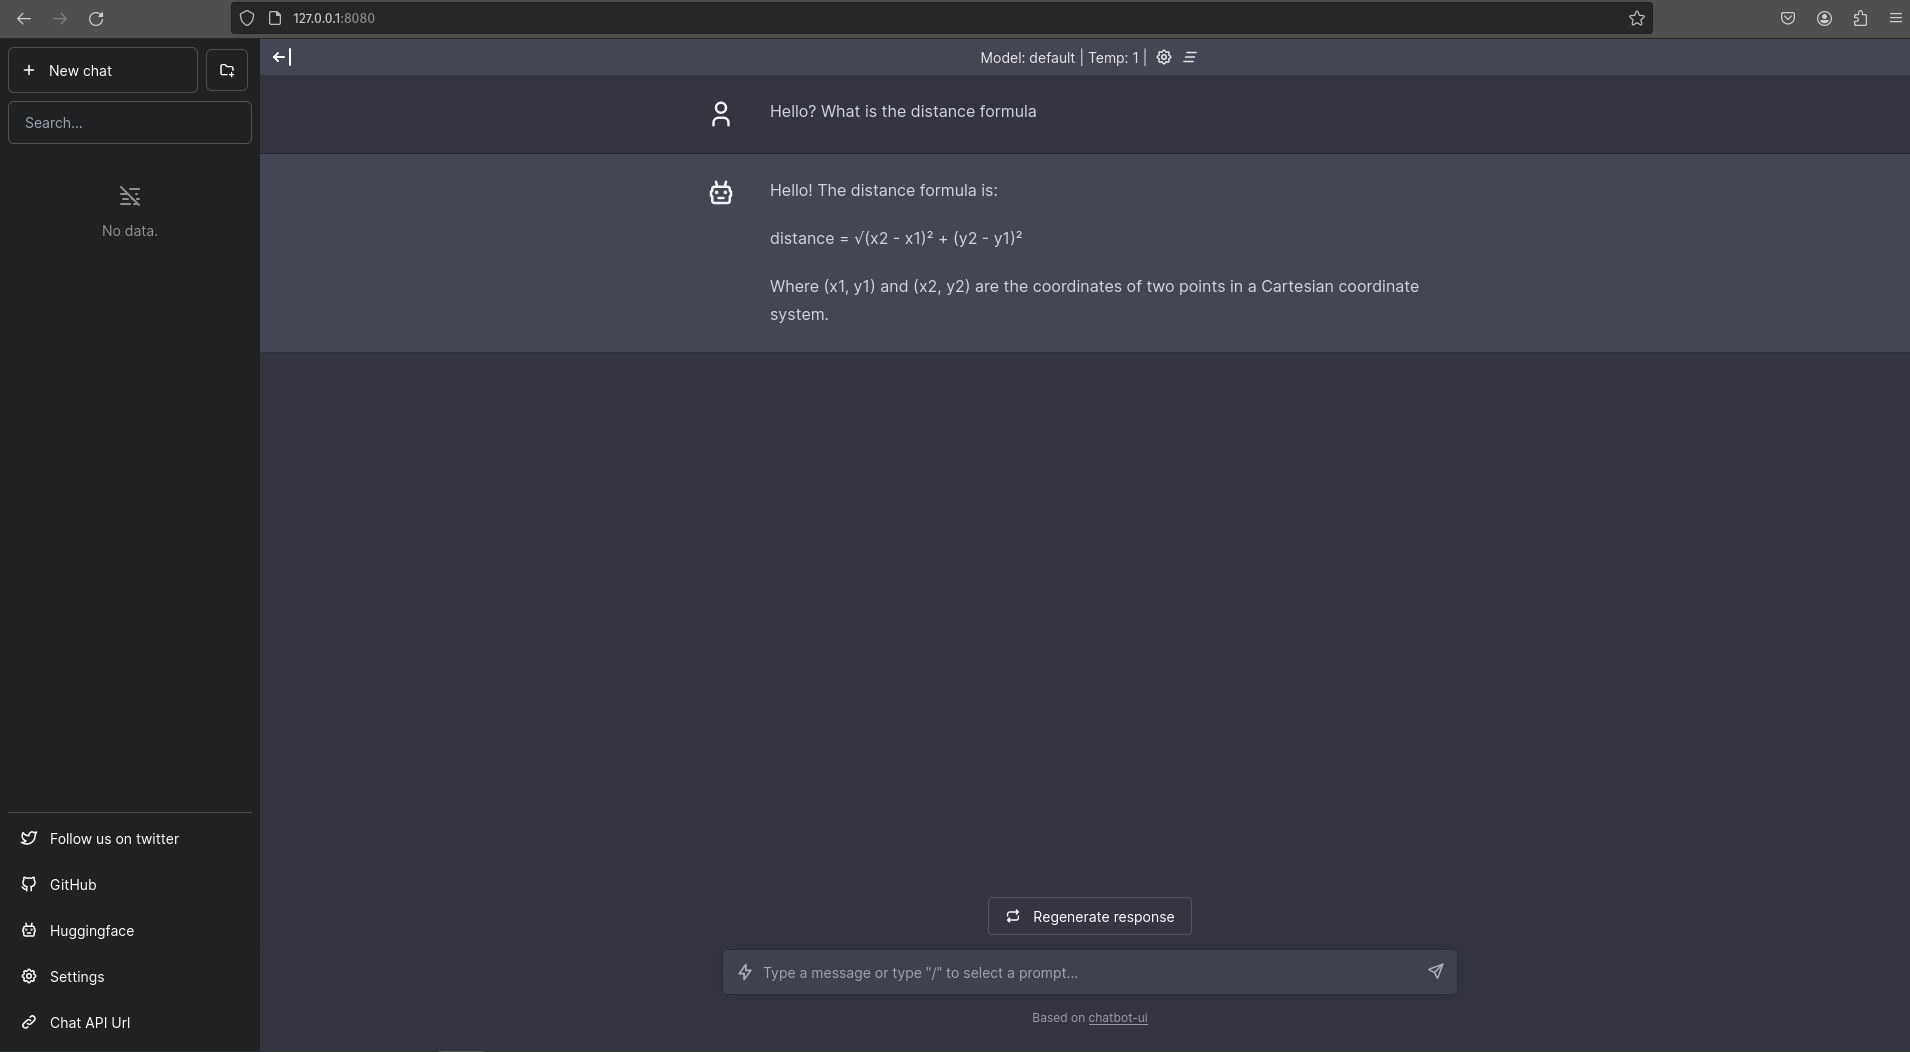 127.0.0.1:8080
New chat
Search...
No data.
Follow us on twitter
GitHub
Huggingface
Settings
Chat API Url
Model: default | Temp: 1 |
Hello? What is the distance formula
Hello! The distance formula is:
distance = √(x2 - x1)² + (y2 - y1)²
Where (x1, y1) and (x2, y2) are the coordinates of two points in a Cartesian coordinate
system.
Regenerate response
Type a message or type "/" to select a prompt...
Based on chatbot-ui